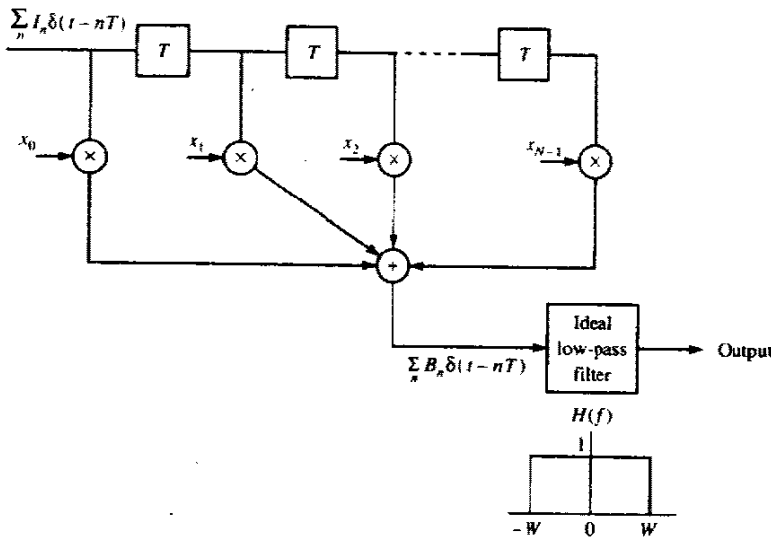 ∑ₙ Iₙδ(t − nT)
T T T
x₀ x₁ x₂ x_{N−1}
× × × ×
+
Ideal
low-pass
filter
Output
∑ₙ Bₙδ(t − nT)
H(f)
1
−W 0 W